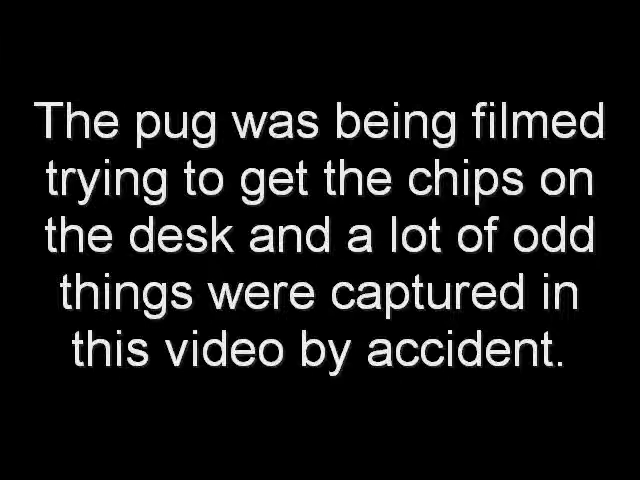 The pug was being filmed
trying to get the chips on
the desk and a lot of odd
things were captured in
this video by accident.